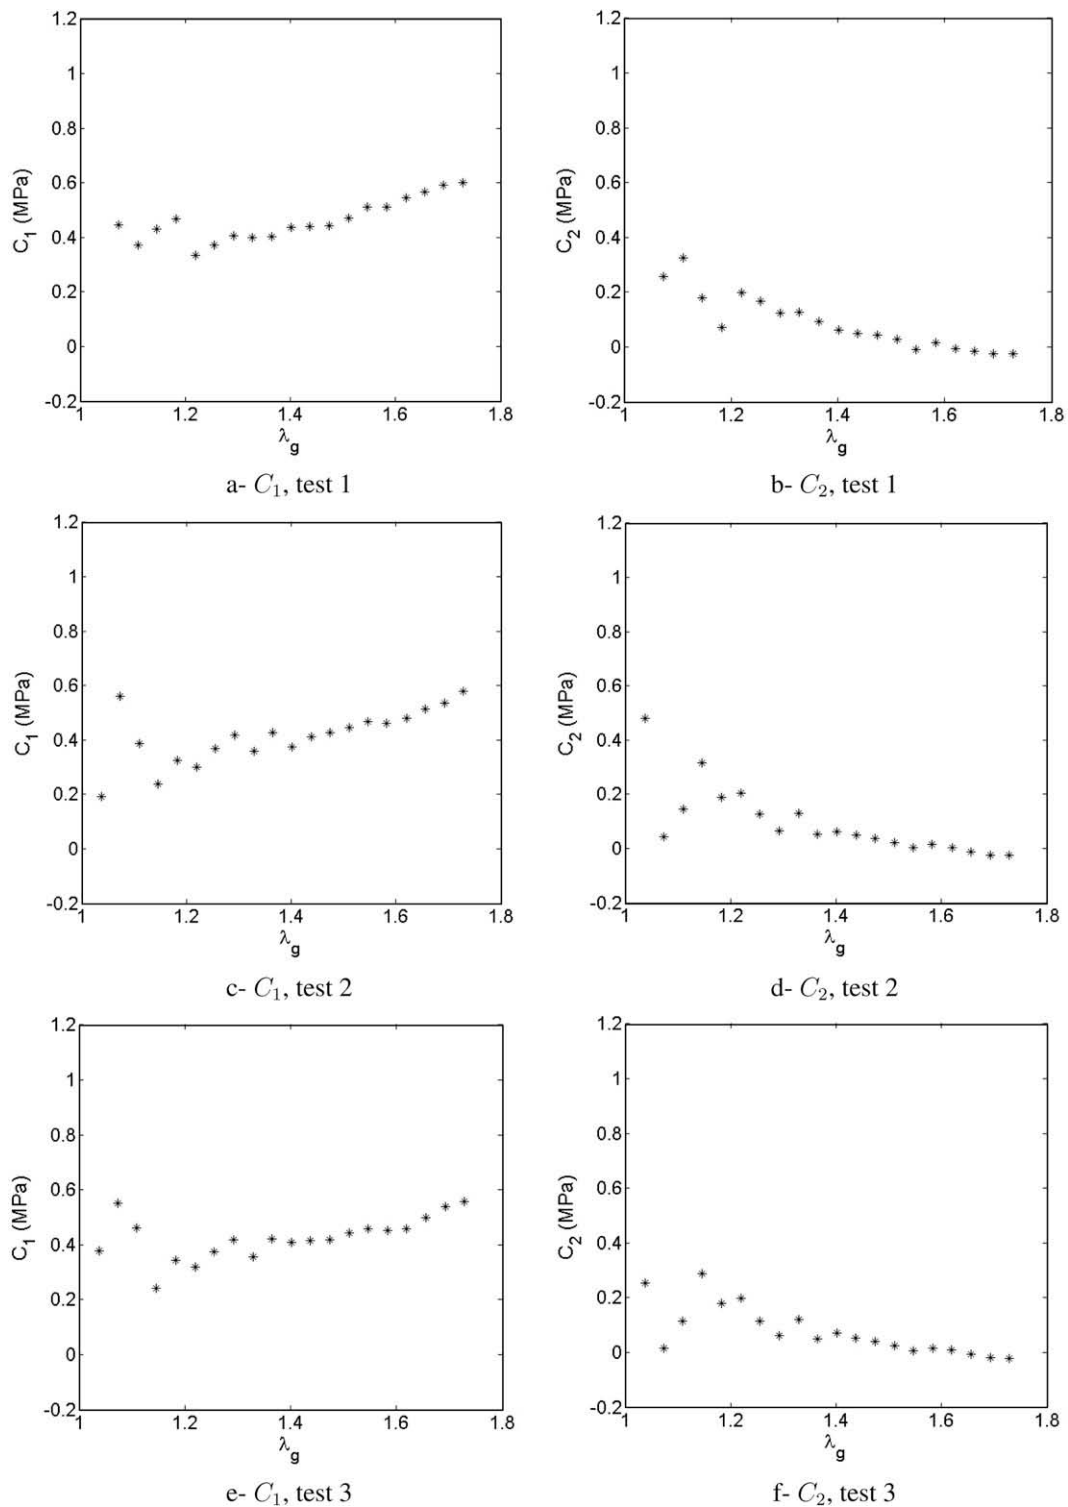 1.2
1
0.8
0.6
0.4
0.2
0
-0.2
C₁ (MPa)
1 1.2 1.4 1.6 1.8
λg
a- C₁, test 1
1.2
1
0.8
0.6
0.4
0.2
0
-0.2
C₂ (MPa)
1 1.2 1.4 1.6 1.8
λg
b- C₂, test 1
1.2
1
0.8
0.6
0.4
0.2
0
-0.2
C₁ (MPa)
1 1.2 1.4 1.6 1.8
λg
c- C₁, test 2
1.2
1
0.8
0.6
0.4
0.2
0
-0.2
C₂ (MPa)
1 1.2 1.4 1.6 1.8
λg
d- C₂, test 2
1.2
1
0.8
0.6
0.4
0.2
0
-0.2
C₁ (MPa)
1 1.2 1.4 1.6 1.8
λg
e- C₁, test 3
1.2
1
0.8
0.6
0.4
0.2
0
-0.2
C₂ (MPa)
1 1.2 1.4 1.6 1.8
λg
f- C₂, test 3